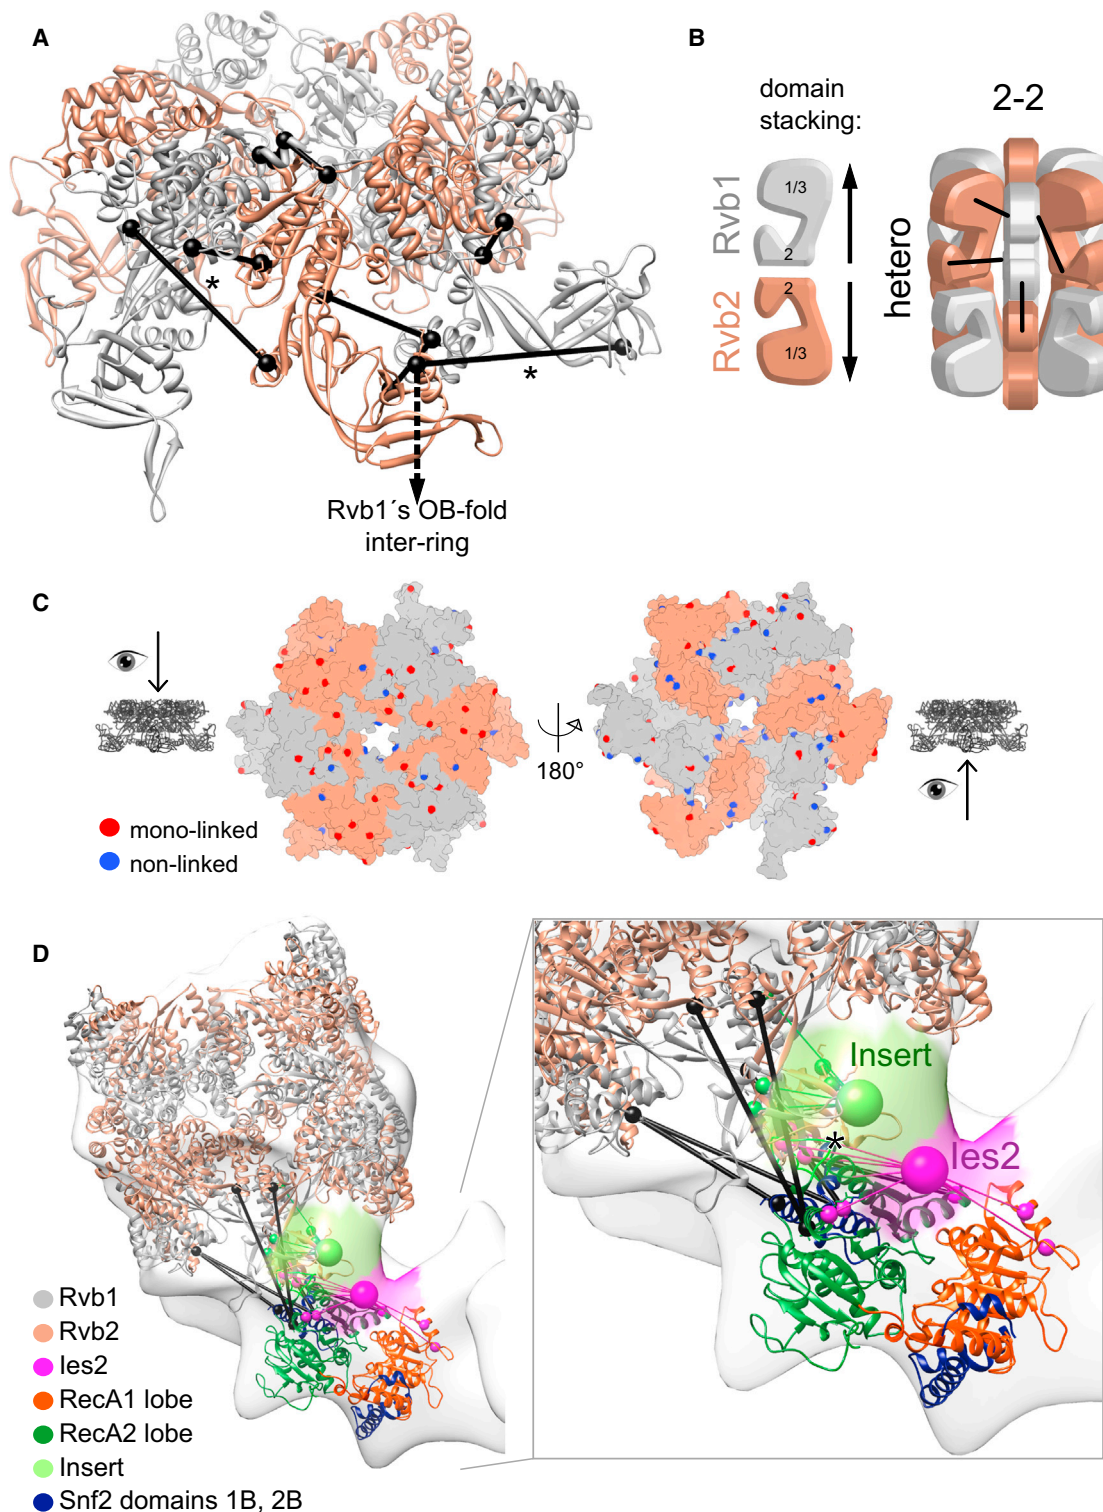 A
B
domain
stacking:
2-2
Rvb1
1/3
2
Rvb2
2
1/3
hetero
*
*
Rvb1´s OB-fold
inter-ring
C
180°
mono-linked
non-linked
D
Insert
*
Ies2
Rvb1
Rvb2
Ies2
RecA1 lobe
RecA2 lobe
Insert
Snf2 domains 1B, 2B